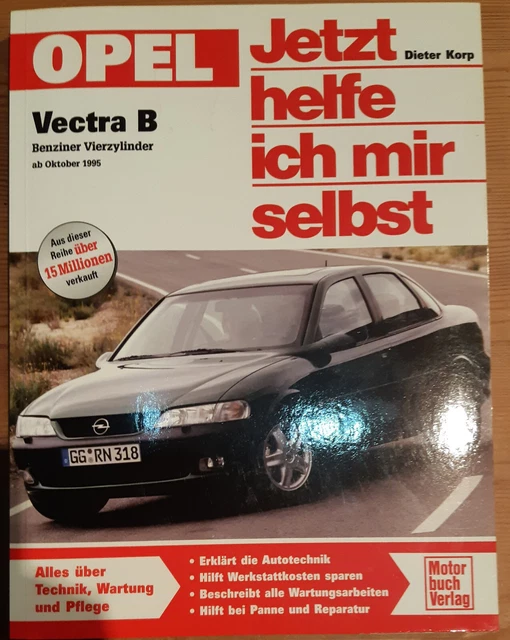 OPEL
Jetzt
Dieter Korp
helfe
ich mir
selbst
Vectra B
Benziner Vierzylinder
ab Oktober 1995
Aus dieser
Reihe über
15 Millionen
verkauft
GG RN 318
Alles über
Technik, Wartung
und Pflege
• Erklärt die Autotechnik
• Hilft Werkstattkosten sparen
• Beschreibt alle Wartungsarbeiten
• Hilft bei Panne und Reparatur
Motor
buch
Verlag